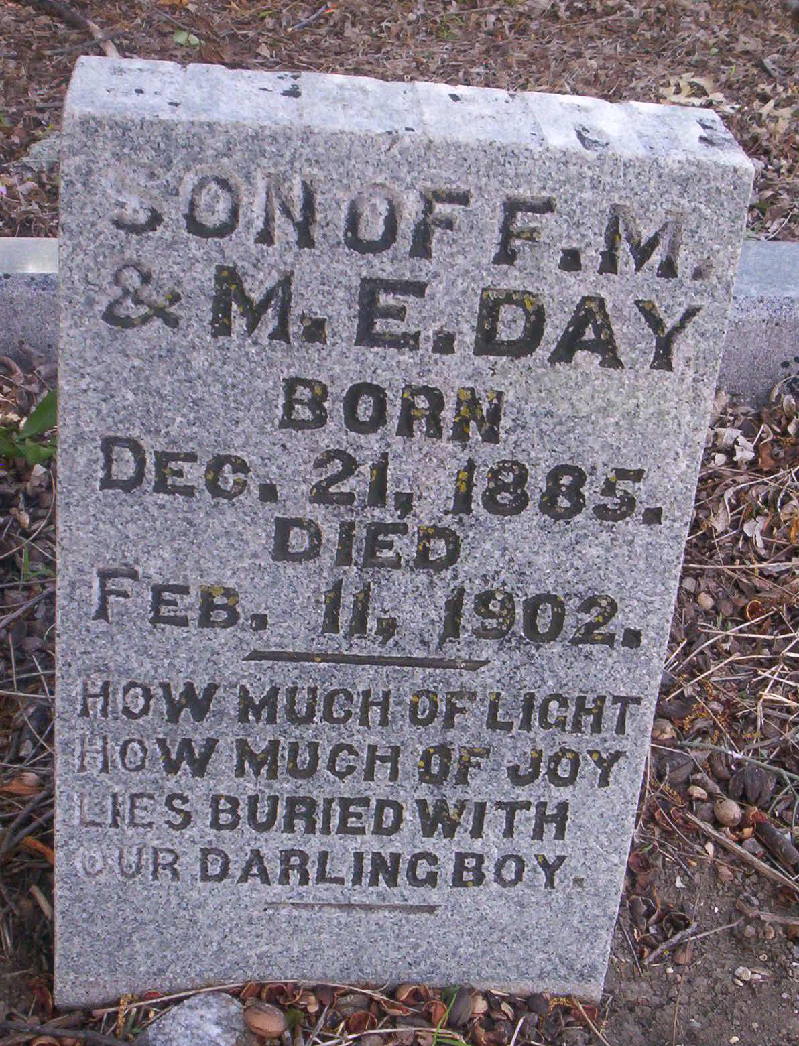 SON OF F. M.
& M. E. DAY
BORN
DEC. 21, 1885.
DIED
FEB. 11, 1902.
HOW MUCH OF LIGHT
HOW MUCH OF JOY
LIES BURIED WITH
OUR DARLING BOY.